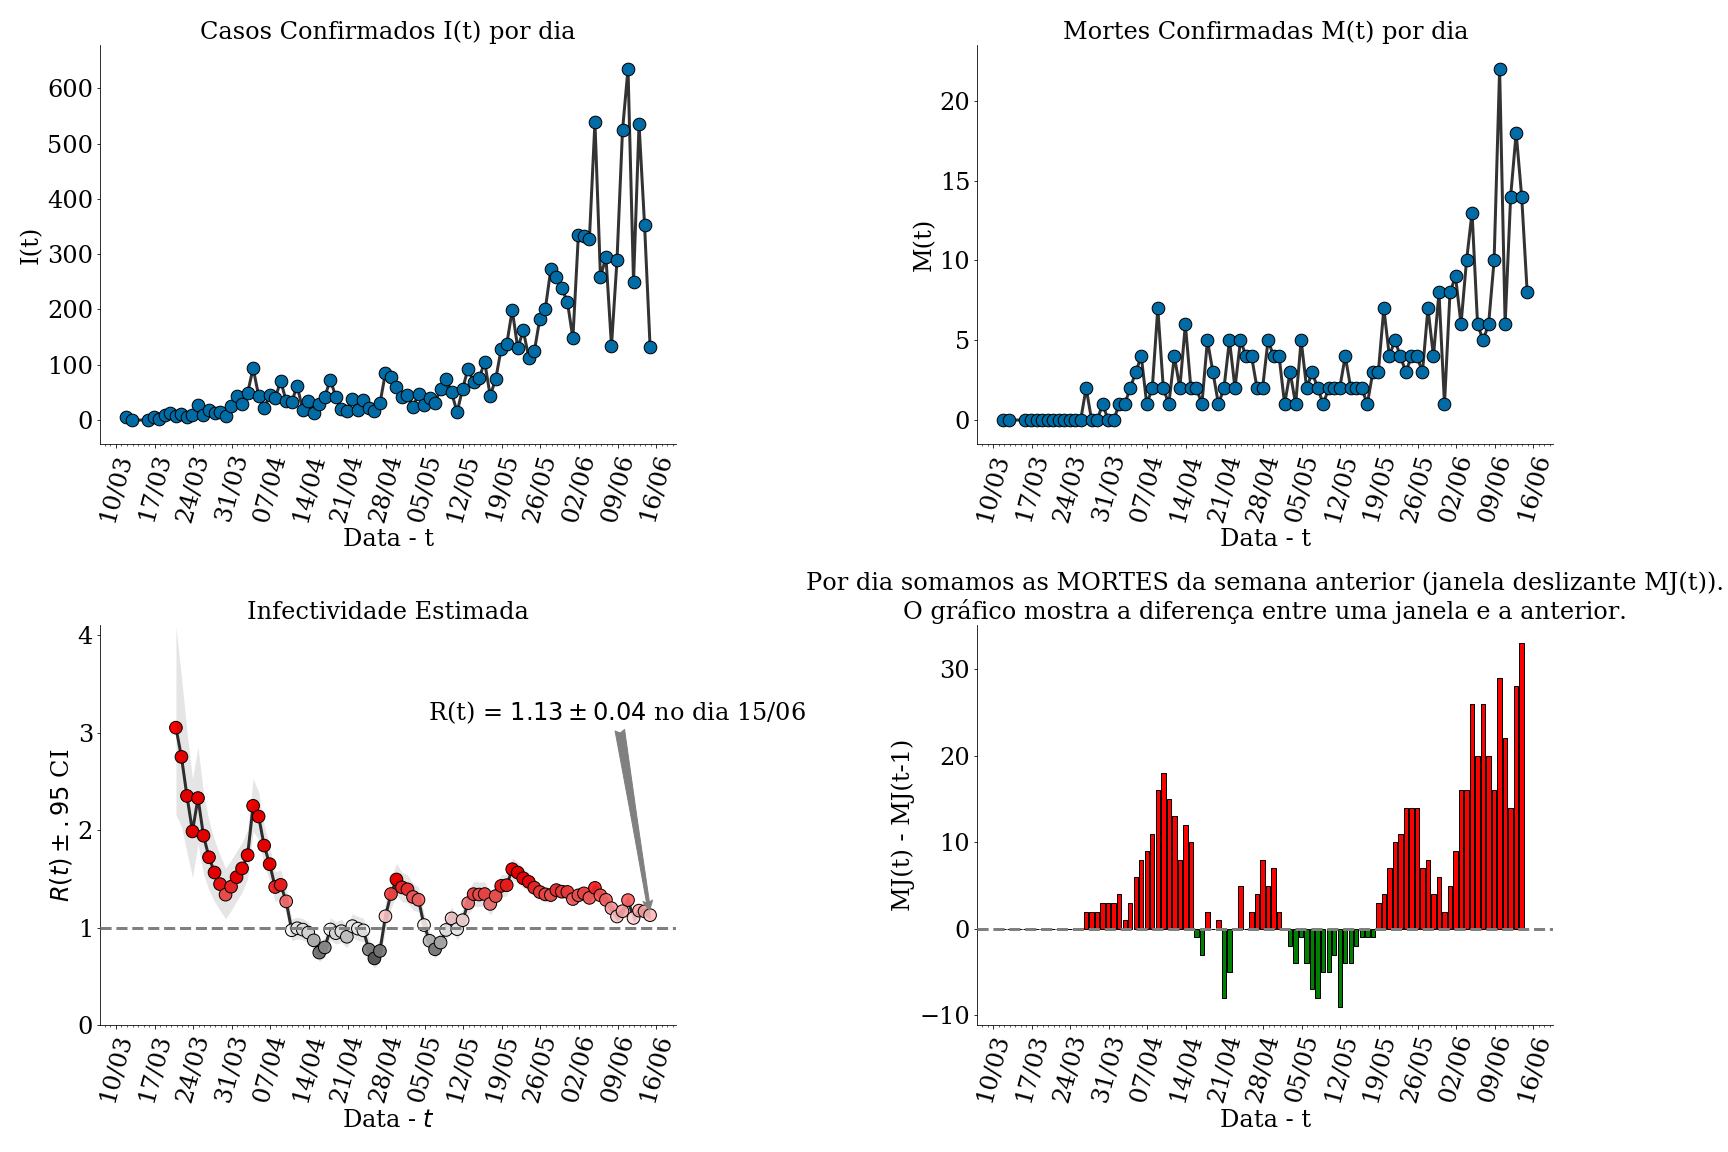 Casos Confirmados I(t) por dia
I(t)
600
500
400
300
200
100
0
10/03 17/03 24/03 31/03 07/04 14/04 21/04 28/04 05/05 12/05 19/05 26/05 02/06 09/06 16/06
Data - t
Mortes Confirmadas M(t) por dia
M(t)
20
15
10
5
0
10/03 17/03 24/03 31/03 07/04 14/04 21/04 28/04 05/05 12/05 19/05 26/05 02/06 09/06 16/06
Data - t
Infectividade Estimada
R(t) ± .95 CI
4
3
2
1
0
R(t) = 1.13 ± 0.04 no dia 15/06
10/03 17/03 24/03 31/03 07/04 14/04 21/04 28/04 05/05 12/05 19/05 26/05 02/06 09/06 16/06
Data - t
Por dia somamos as MORTES da semana anterior (janela deslizante MJ(t)).
O gráfico mostra a diferença entre uma janela e a anterior.
MJ(t) - MJ(t-1)
30
20
10
0
−10
10/03 17/03 24/03 31/03 07/04 14/04 21/04 28/04 05/05 12/05 19/05 26/05 02/06 09/06 16/06
Data - t